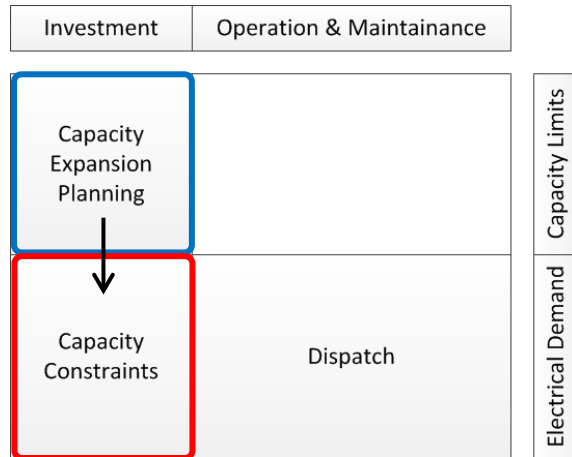 Investment
Operation & Maintainance
Capacity
Expansion
Planning
Capacity Limits
Capacity
Constraints
Dispatch
Electrical Demand